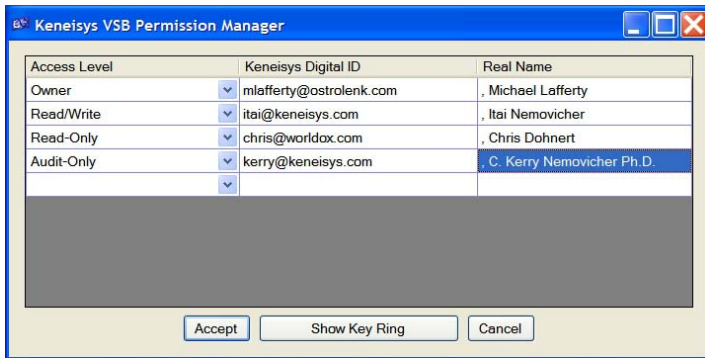 Keneisys VSB Permission Manager
Access Level Keneisys Digital ID Real Name
Owner mlafferty@ostrolenk.com , Michael Lafferty
Read/Write itai@keneisys.com , Itai Nemovicher
Read-Only chris@worldox.com , Chris Dohnert
Audit-Only kerry@keneisys.com , C. Kerry Nemovicher Ph.D.
Accept Show Key Ring Cancel